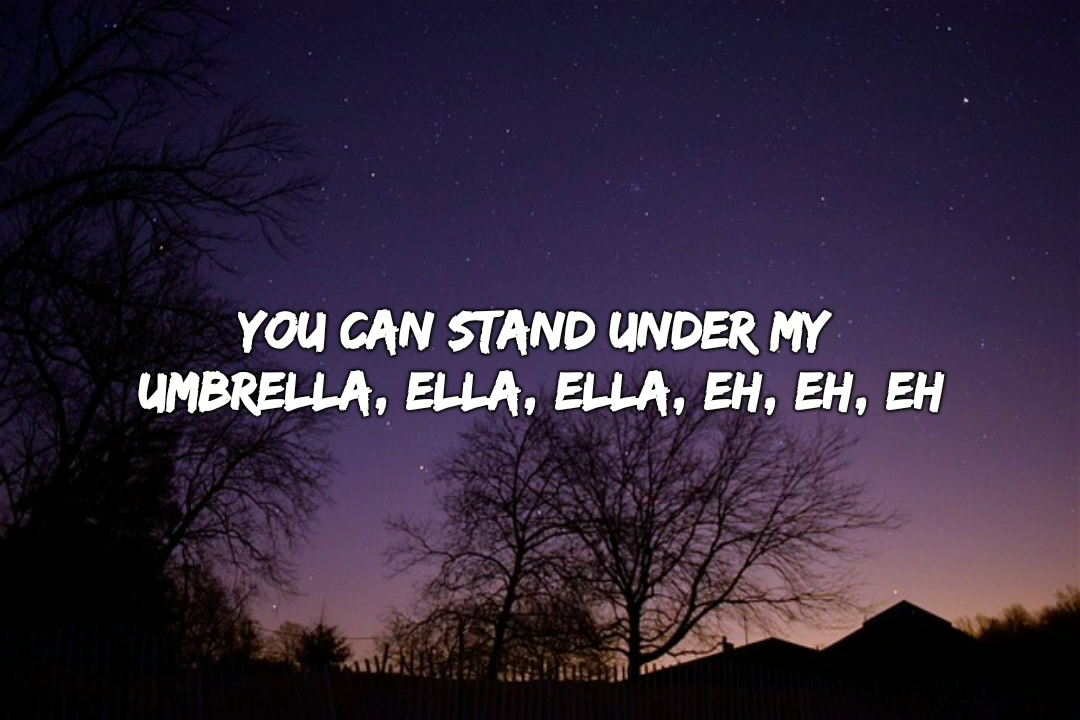 YOU CAN STAND UNDER MY
UMBRELLA, ELLA, ELLA, EH, EH, EH